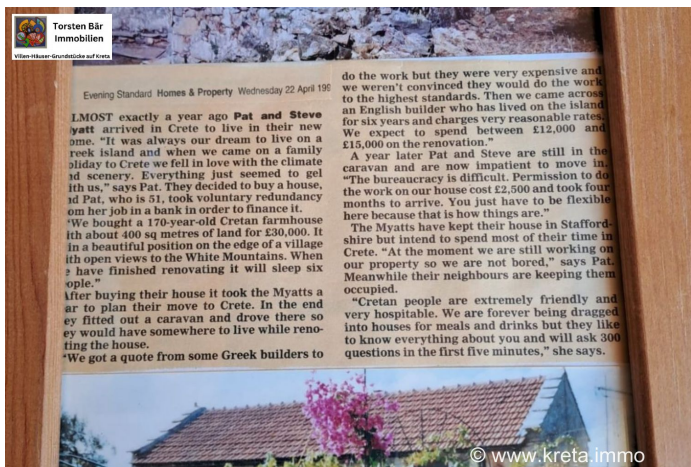 Torsten Bär
Immobilien
Villen-Häuser-Grundstücke auf Kreta
Evening Standard Homes & Property Wednesday 22 April 199
LMOST exactly a year ago Pat and Steve
yatt arrived in Crete to live in their new
ome. “It was always our dream to live on a
reek island and when we came on a family
oliday to Crete we fell in love with the climate
nd scenery. Everything just seemed to gel
ith us,” says Pat. They decided to buy a house,
nd Pat, who is 51, took voluntary redundancy
om her job in a bank in order to finance it.
“We bought a 170-year-old Cretan farmhouse
ith about 400 sq metres of land for £30,000. It
in a beautiful position on the edge of a village
ith open views to the White Mountains. When
e have finished renovating it will sleep six
ople.”
After buying their house it took the Myatts a
ar to plan their move to Crete. In the end
ey fitted out a caravan and drove there so
ey would have somewhere to live while reno-
ting the house.
“We got a quote from some Greek builders to
do the work but they were very expensive and
we weren’t convinced they would do the work
to the highest standards. Then we came across
an English builder who has lived on the island
for six years and charges very reasonable rates.
We expect to spend between £12,000 and
£15,000 on the renovation.”
A year later Pat and Steve are still in the
caravan and are now impatient to move in.
“The bureaucracy is difficult. Permission to do
the work on our house cost £2,500 and took four
months to arrive. You just have to be flexible
here because that is how things are.”
The Myatts have kept their house in Stafford-
shire but intend to spend most of their time in
Crete. “At the moment we are still working on
our property so we are not bored,” says Pat.
Meanwhile their neighbours are keeping them
occupied.
“Cretan people are extremely friendly and
very hospitable. We are forever being dragged
into houses for meals and drinks but they like
to know everything about you and will ask 300
questions in the first five minutes,” she says.
© www.kreta.immo